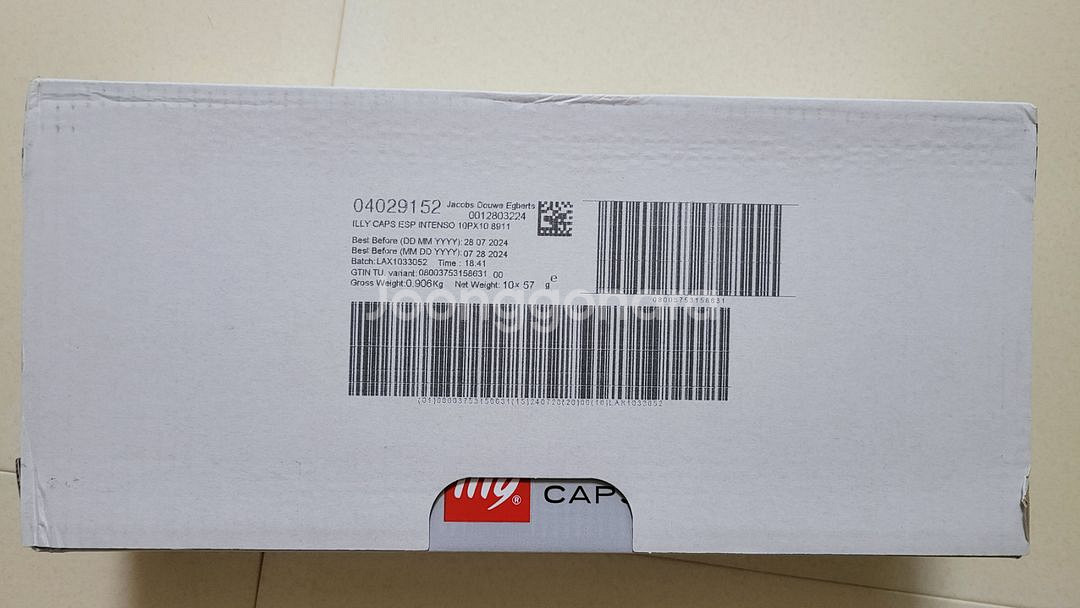 04029152 Jacobs Douwe Egberts
0012803224
ILLY CAPS ESP INTENSO 10PX10 8911
Best Before (DD MM YYYY): 28 07 2024
Best Before (MM DD YYYY): 07 28 2024
Batch:LAX1033052 Time : 18:41
GTIN TU. variant: 08003753158631 00
Gross Weight:0.906Kg Net Weight: 10x 57 g e
08003753158631
Joonggonara
illy® CAPS